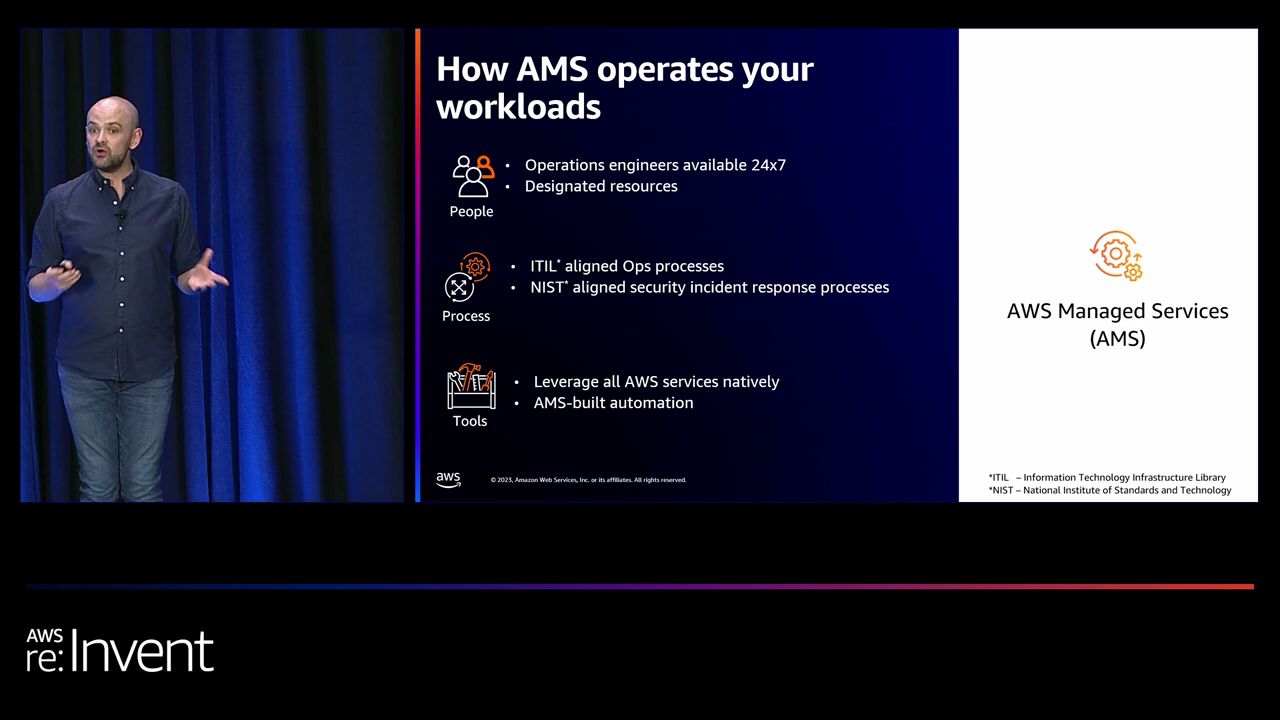 How AMS operates your
workloads
• Operations engineers available 24x7
• Designated resources
People
• ITIL* aligned Ops processes
• NIST* aligned security incident response processes
Process
• Leverage all AWS services natively
• AMS-built automation
Tools
aws
© 2023, Amazon Web Services, Inc. or its affiliates. All rights reserved.
AWS Managed Services
(AMS)
*ITIL – Information Technology Infrastructure Library
*NIST – National Institute of Standards and Technology
AWS
re:Invent